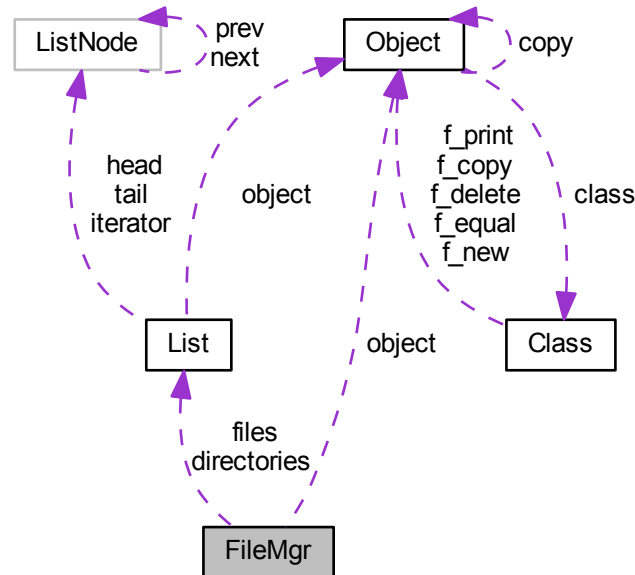 ListNode
prev
next
Object
copy
head
tail
iterator
object
f_print
f_copy
f_delete
f_equal
f_new
class
List
object
Class
files
directories
FileMgr